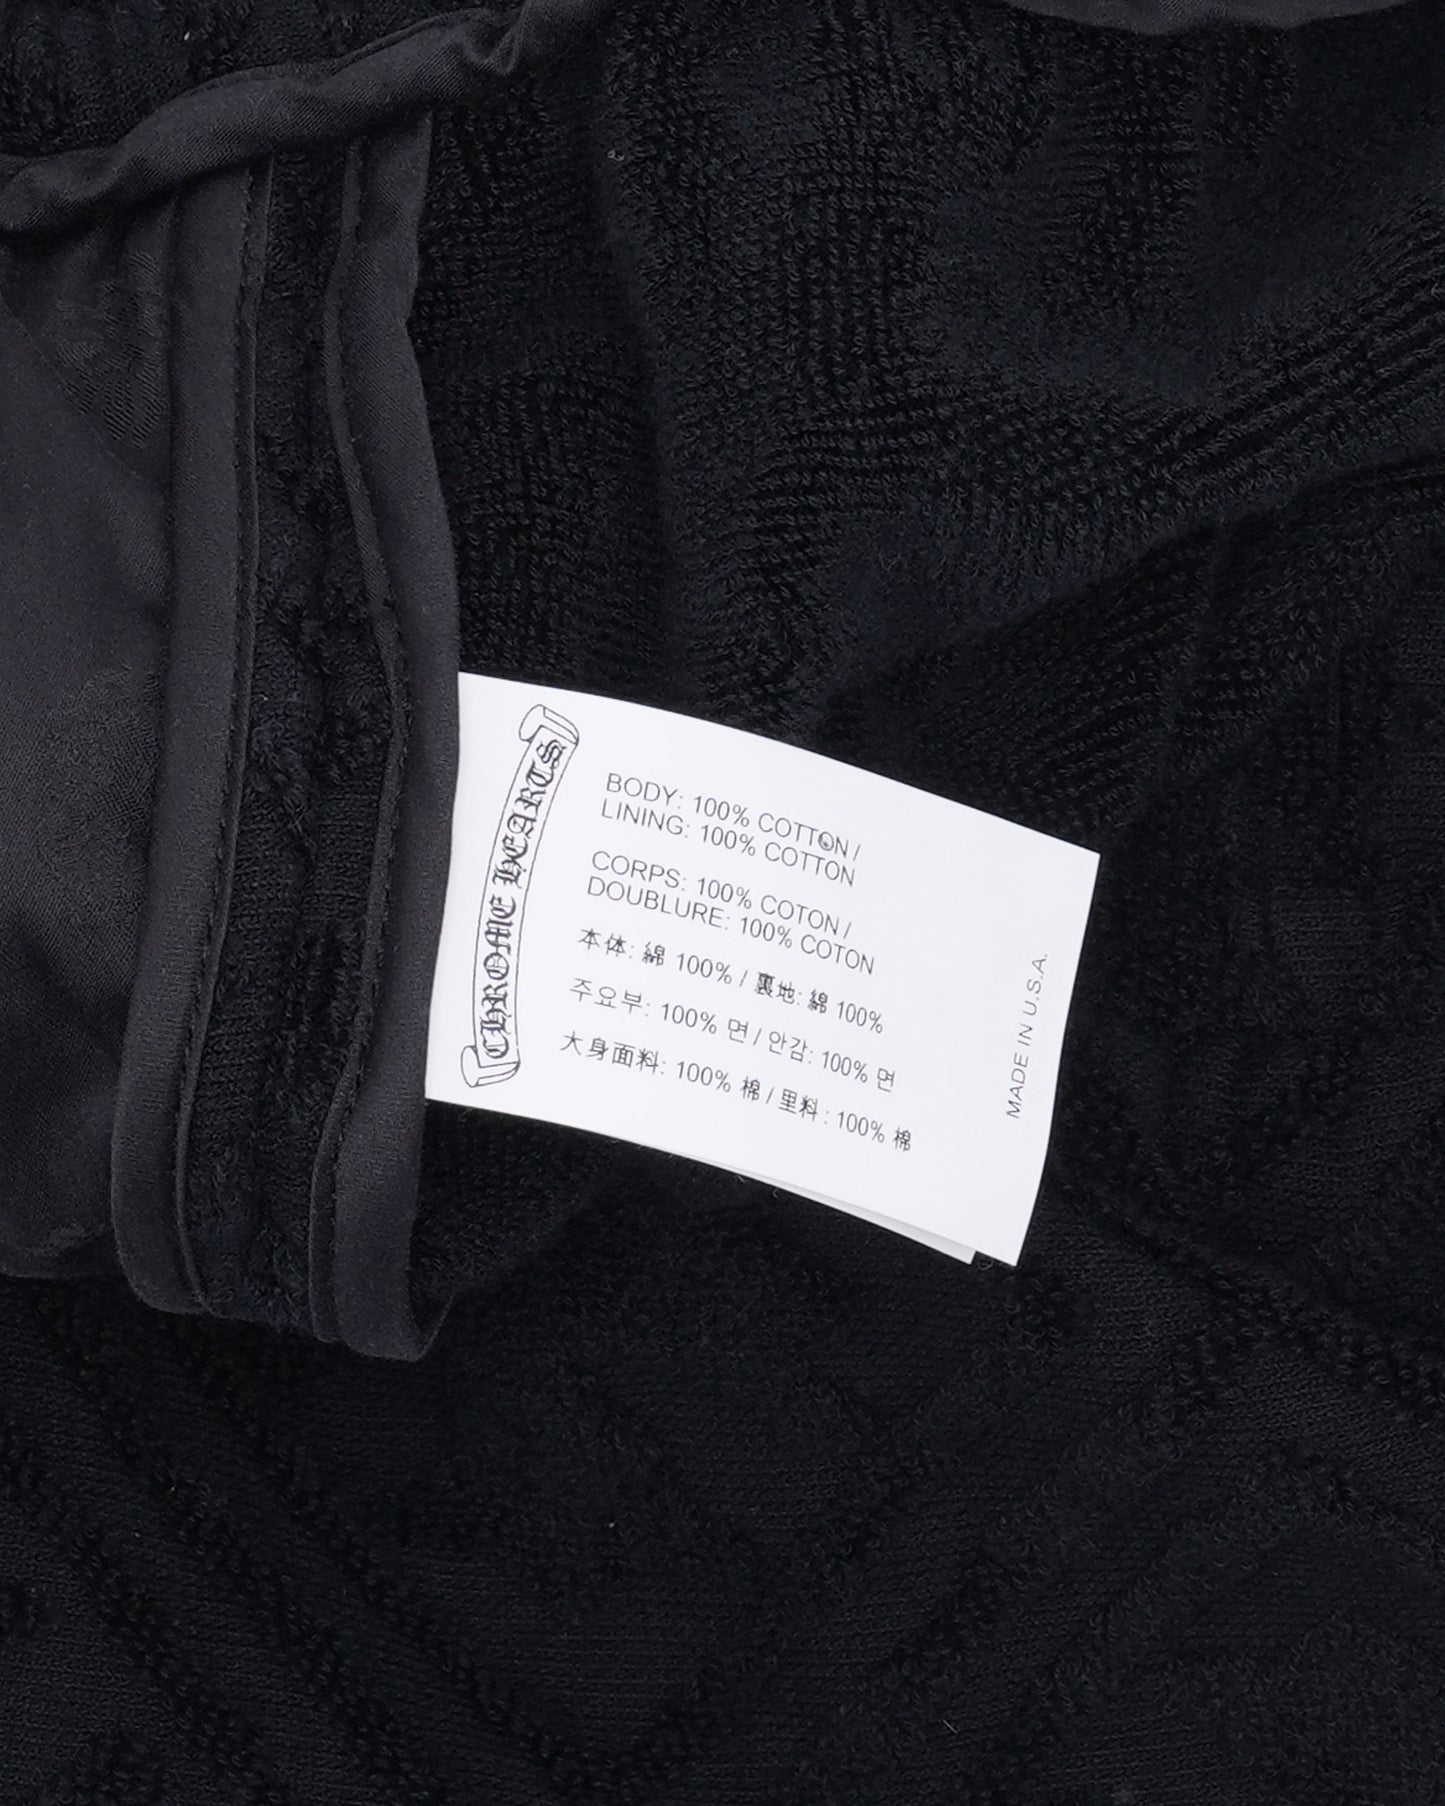 CHROME HEARTS
BODY: 100% COTTON /
LINING: 100% COTTON
CORPS: 100% COTON /
DOUBLURE: 100% COTON
本体: 綿 100% / 裏地: 綿 100%
주요부: 100% 면 / 안감: 100% 면
大身面料: 100% 棉 / 里料 : 100% 棉
MADE IN U.S.A.